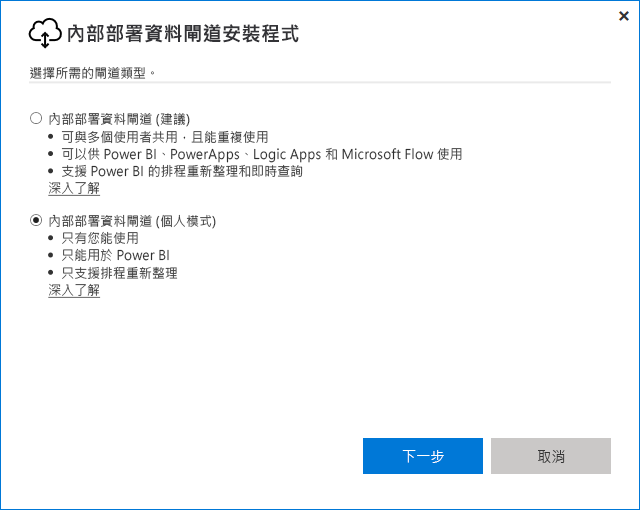 內部部署資料閘道安裝程式
選擇所需的閘道類型。
內部部署資料閘道 (建議)
• 可與多個使用者共用，且能重複使用
• 可以供 Power BI、PowerApps、Logic Apps 和 Microsoft Flow 使用
• 支援 Power BI 的排程重新整理和即時查詢
深入了解
內部部署資料閘道 (個人模式)
• 只有您能使用
• 只能用於 Power BI
• 只支援排程重新整理
深入了解
下一步
取消